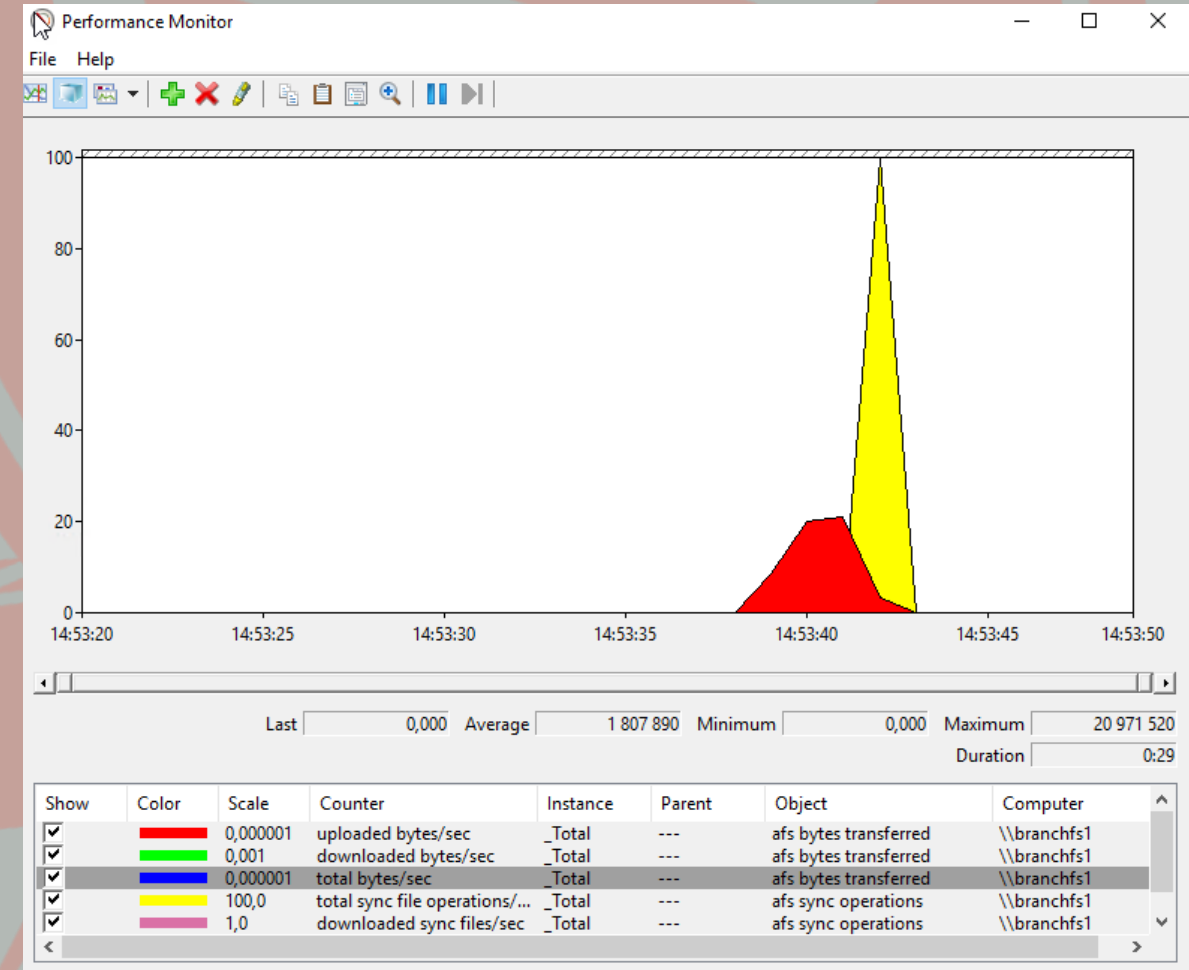 Performance Monitor
File Help
100
80
60
40
20
0
14:53:20 14:53:25 14:53:30 14:53:35 14:53:40 14:53:45 14:53:50
Last 0,000 Average 1 807 890 Minimum 0,000 Maximum 20 971 520
Duration 0:29
Show Color Scale Counter Instance Parent Object Computer
0,000001 uploaded bytes/sec _Total --- afs bytes transferred \\branchfs1
0,001 downloaded bytes/sec _Total --- afs bytes transferred \\branchfs1
0,000001 total bytes/sec _Total --- afs bytes transferred \\branchfs1
100,0 total sync file operations/... _Total --- afs sync operations \\branchfs1
1,0 downloaded sync files/sec _Total --- afs sync operations \\branchfs1